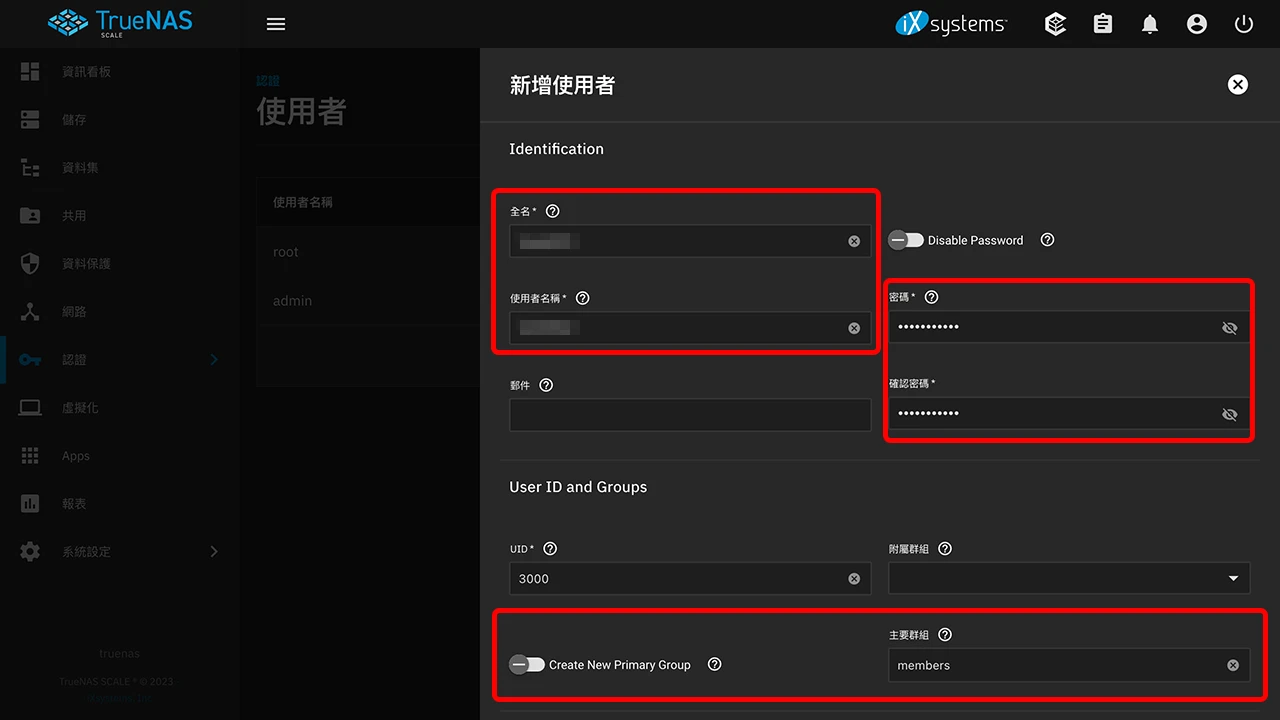 TrueNAS
SCALE
iXsystems
資訊看板
儲存
資料集
共用
資料保護
網路
認證
虛擬化
Apps
報表
系統設定
truenas
TrueNAS SCALE ® © 2023
認證
使用者
使用者名稱
root
admin
新增使用者
Identification
全名 *
使用者名稱 *
郵件
Disable Password
密碼 *
•••••••••••
確認密碼 *
•••••••••••
User ID and Groups
UID *
3000
附屬群組
Create New Primary Group
主要群組
members